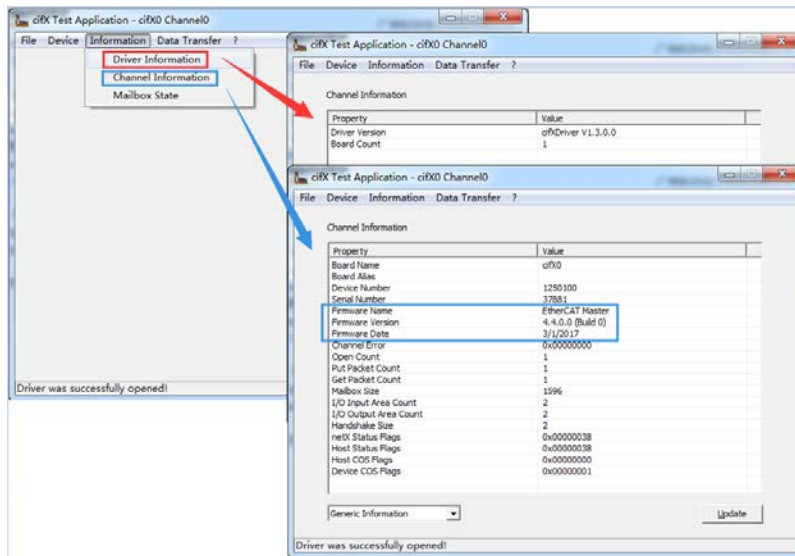 cifX Test Application - cifX0 Channel0
File Device Information Data Transfer ?
Driver Information
Channel Information
Mailbox State
Driver was successfully opened!
cifX Test Application - cifX0 Channel0
File Device Information Data Transfer ?
Channel Information
Property Value
Driver Version cifXDriver V1.3.0.0
Board Count 1
cifX Test Application - cifX0 Channel0
File Device Information Data Transfer ?
Channel Information
Property Value
Board Name cifX0
Board Alias
Device Number 1250100
Serial Number 37881
Firmware Name EtherCAT Master
Firmware Version 4.4.0.0 (Build 0)
Firmware Date 3/1/2017
Channel Error 0x00000000
Open Count 1
Put Packet Count 1
Get Packet Count 1
Mailbox Size 1596
I/O Input Area Count 2
I/O Output Area Count 2
Handshake Size 2
netX Status Flags 0x00000038
Host Status Flags 0x00000038
Host COS Flags 0x00000000
Device COS Flags 0x00000001
Generic Information Update
Driver was successfully opened!